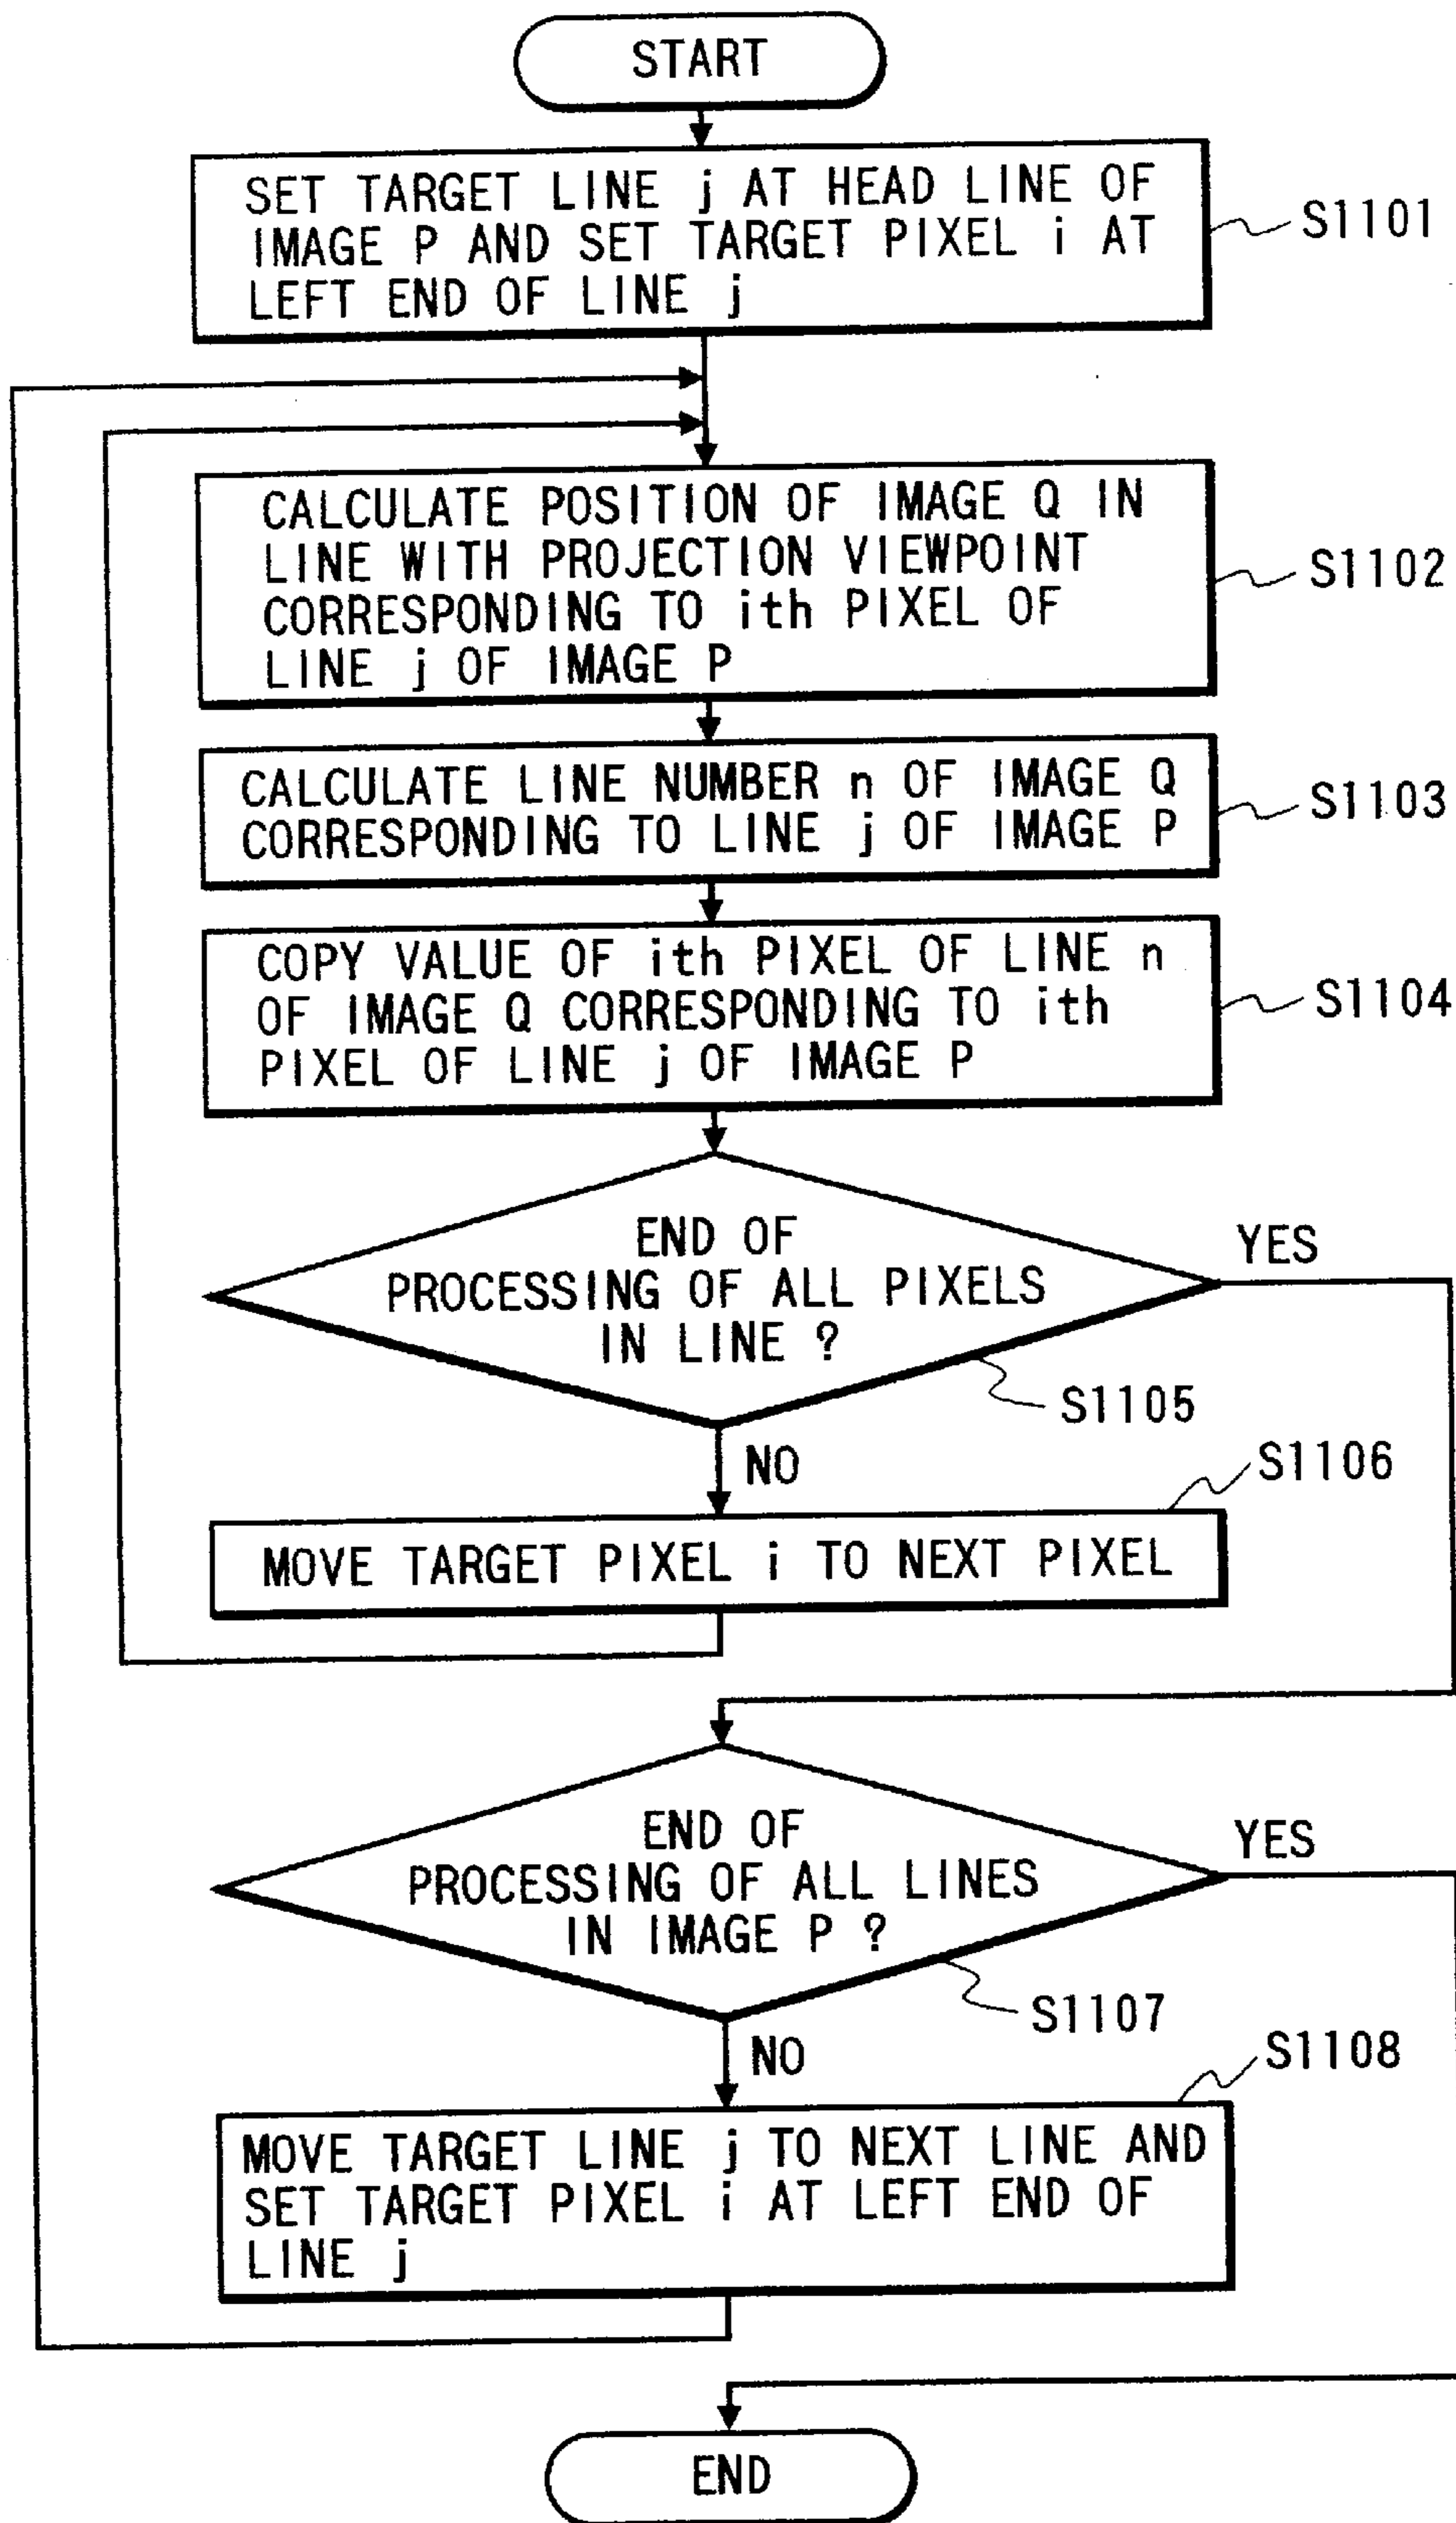 START
SET TARGET LINE j AT HEAD LINE OF
IMAGE P AND SET TARGET PIXEL i AT
LEFT END OF LINE j
S1101
CALCULATE POSITION OF IMAGE Q IN
LINE WITH PROJECTION VIEWPOINT
CORRESPONDING TO ith PIXEL OF
LINE j OF IMAGE P
S1102
CALCULATE LINE NUMBER n OF IMAGE Q
CORRESPONDING TO LINE j OF IMAGE P
S1103
COPY VALUE OF ith PIXEL OF LINE n
OF IMAGE Q CORRESPONDING TO ith
PIXEL OF LINE j OF IMAGE P
S1104
END OF
PROCESSING OF ALL PIXELS
IN LINE ?
YES
S1105
NO
S1106
MOVE TARGET PIXEL i TO NEXT PIXEL
END OF
PROCESSING OF ALL LINES
IN IMAGE P ?
YES
S1107
NO
S1108
MOVE TARGET LINE j TO NEXT LINE AND
SET TARGET PIXEL i AT LEFT END OF
LINE j
END